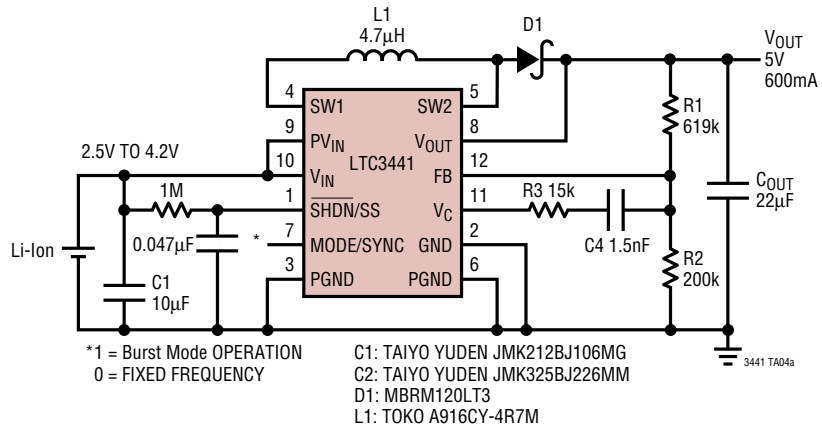 L1
4.7µH
D1
VOUT
5V
600mA
4
SW1
SW2
5
R1
619k
9
PVIN
VOUT
8
2.5V TO 4.2V
10
VIN
LTC3441
FB
12
1M
1
SHDN/SS
VC
11
R3 15k
COUT
22µF
Li-Ion
0.047µF
*
7
MODE/SYNC
GND
2
C4 1.5nF
C1
10µF
3
PGND
PGND
6
R2
200k
*1 = Burst Mode OPERATION
0 = FIXED FREQUENCY
C1: TAIYO YUDEN JMK212BJ106MG
C2: TAIYO YUDEN JMK325BJ226MM
D1: MBRM120LT3
L1: TOKO A916CY-4R7M
3441 TA04a